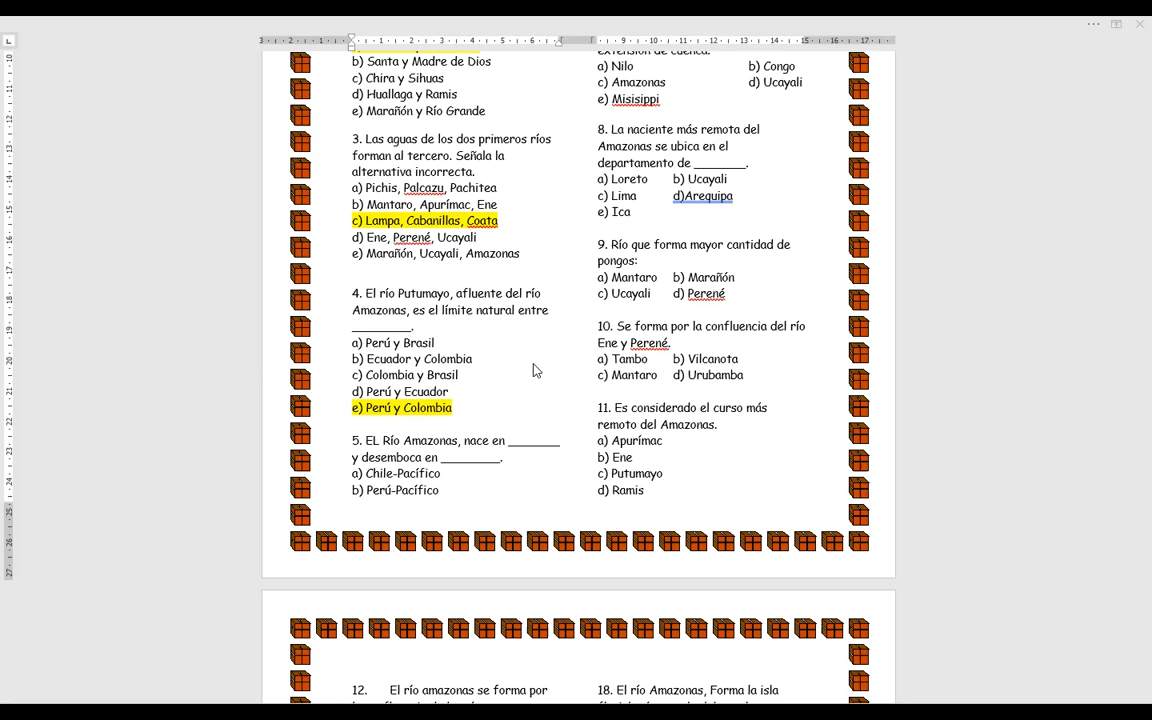 b) Santa y Madre de Dios
c) Chira y Sihuas
d) Huallaga y Ramis
e) Marañón y Río Grande
3. Las aguas de los dos primeros ríos
forman al tercero. Señala la
alternativa incorrecta.
a) Pichis, Palcazu, Pachitea
b) Mantaro, Apurímac, Ene
c) Lampa, Cabanillas, Coata
d) Ene, Perené, Ucayali
e) Marañón, Ucayali, Amazonas
4. El río Putumayo, afluente del río
Amazonas, es el límite natural entre
_________.
a) Perú y Brasil
b) Ecuador y Colombia
c) Colombia y Brasil
d) Perú y Ecuador
e) Perú y Colombia
5. EL Río Amazonas, nace en ________
y desemboca en _________.
a) Chile-Pacífico
b) Perú-Pacífico
extensión de cuenca.
a) Nilo b) Congo
c) Amazonas d) Ucayali
e) Misisippi
8. La naciente más remota del
Amazonas se ubica en el
departamento de ________.
a) Loreto b) Ucayali
c) Lima d)Arequipa
e) Ica
9. Río que forma mayor cantidad de
pongos:
a) Mantaro b) Marañón
c) Ucayali d) Perené
10. Se forma por la confluencia del río
Ene y Perené.
a) Tambo b) Vilcanota
c) Mantaro d) Urubamba
11. Es considerado el curso más
remoto del Amazonas.
a) Apurímac
b) Ene
c) Putumayo
d) Ramis
12. El río amazonas se forma por
18. El río Amazonas, Forma la isla